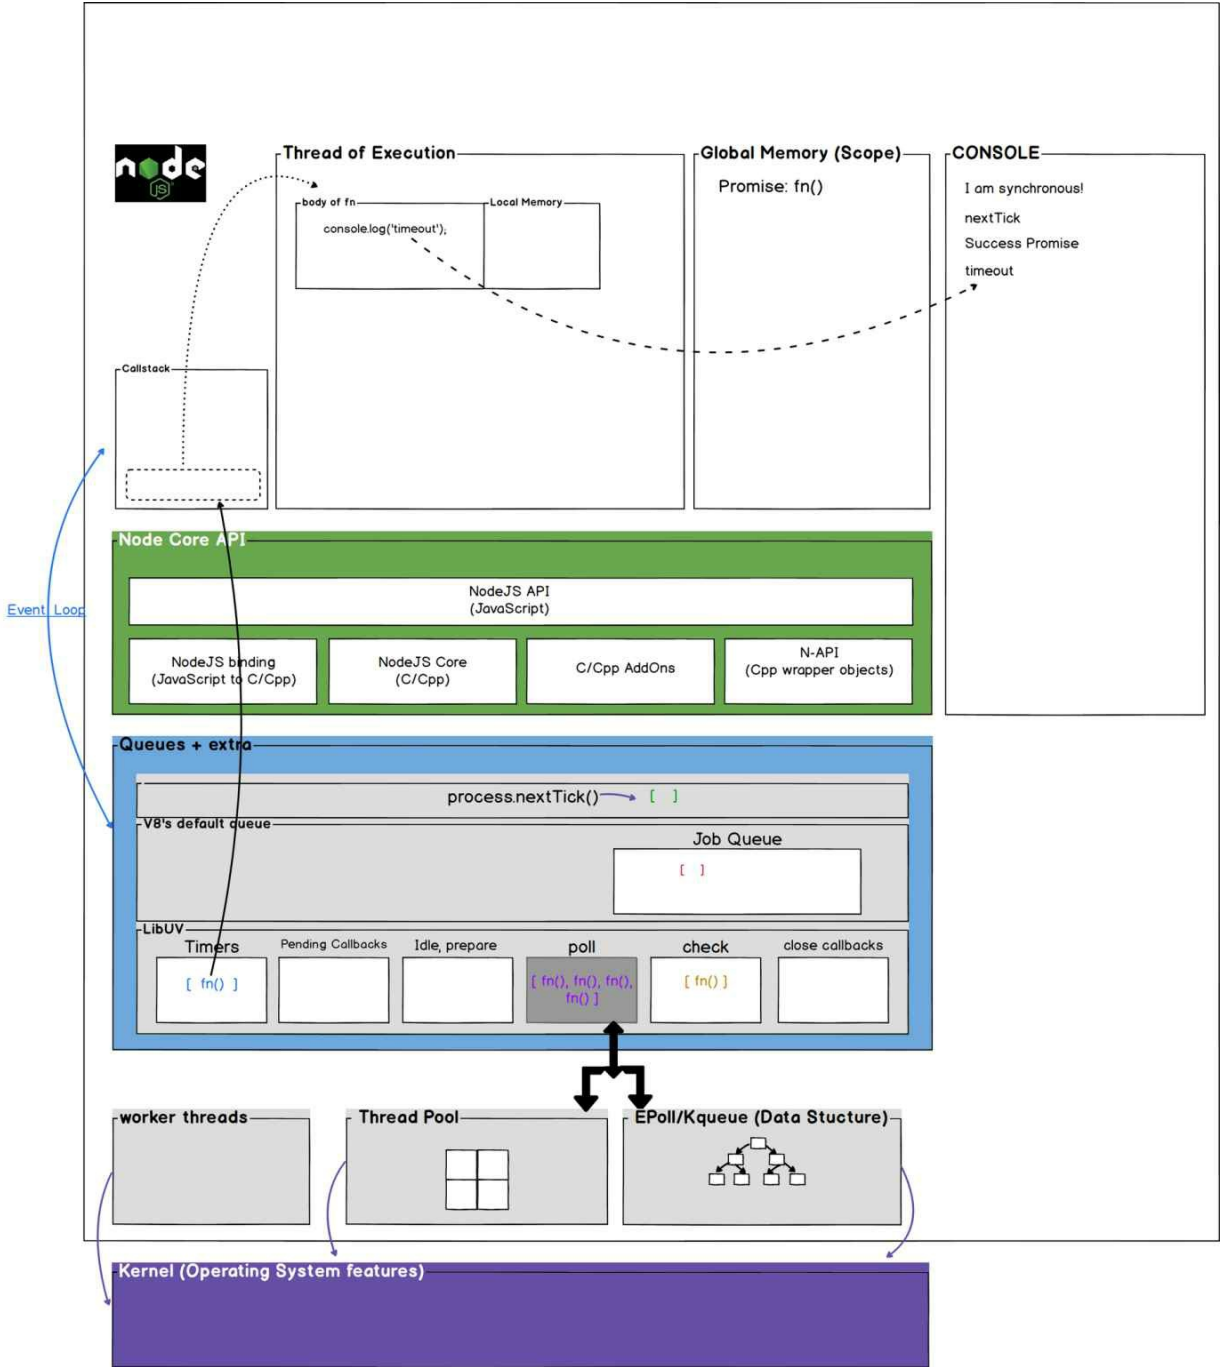 node
JS
Thread of Execution
Global Memory (Scope)
CONSOLE
Promise: fn()
I am synchronous!
nextTick
Success Promise
timeout
body of fn
Local Memory
console.log('timeout');
Callstack
Event Loop
Node Core API
NodeJS API
(JavaScript)
NodeJS binding
(JavaScript to C/Cpp)
NodeJS Core
(C/Cpp)
C/Cpp AddOns
N-API
(Cpp wrapper objects)
Queues + extra
process.nextTick()
[ ]
V8's default queue
Job Queue
[ ]
LibUV
Timers
Pending Callbacks
Idle, prepare
poll
check
close callbacks
[ fn() ]
[ fn(), fn(), fn(),
fn() ]
[ fn() ]
worker threads
Thread Pool
EPoll/Kqueue (Data Stucture)
Kernel (Operating System features)